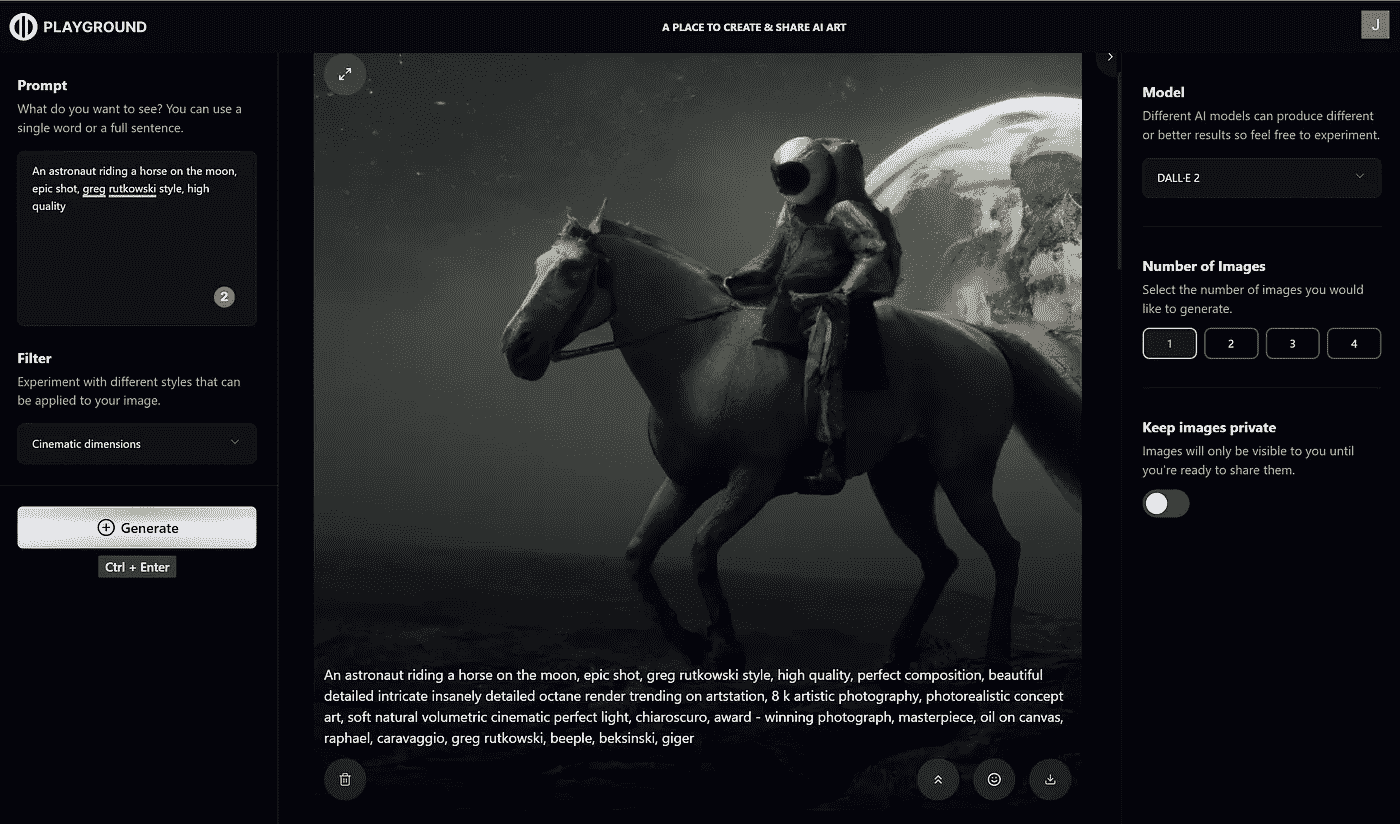 PLAYGROUND
A PLACE TO CREATE & SHARE AI ART
J
Prompt
What do you want to see? You can use a
single word or a full sentence.
An astronaut riding a horse on the moon,
epic shot, greg rutkowski style, high
quality
2
Filter
Experiment with different styles that can
be applied to your image.
Cinematic dimensions
Generate
Ctrl + Enter
An astronaut riding a horse on the moon, epic shot, greg rutkowski style, high quality, perfect composition, beautiful
detailed intricate insanely detailed octane render trending on artstation, 8 k artistic photography, photorealistic concept
art, soft natural volumetric cinematic perfect light, chiaroscuro, award - winning photograph, masterpiece, oil on canvas,
raphael, caravaggio, greg rutkowski, beeple, beksinski, giger
Model
Different AI models can produce different
or better results so feel free to experiment.
DALL·E 2
Number of Images
Select the number of images you would
like to generate.
1 2 3 4
Keep images private
Images will only be visible to you until
you're ready to share them.